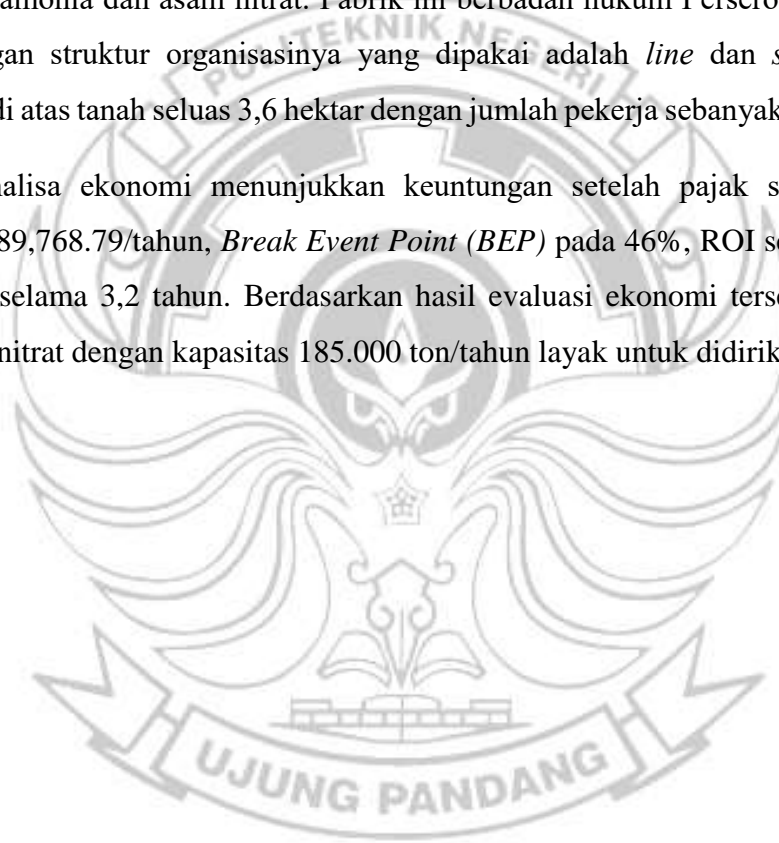 amonia dan asam nitrat. Pabrik ini berbadan hukum Persero
gan struktur organisasinya yang dipakai adalah line dan s
di atas tanah seluas 3,6 hektar dengan jumlah pekerja sebanyak
nalisa ekonomi menunjukkan keuntungan setelah pajak s
89,768.79/tahun, Break Event Point (BEP) pada 46%, ROI se
selama 3,2 tahun. Berdasarkan hasil evaluasi ekonomi terse
nitrat dengan kapasitas 185.000 ton/tahun layak untuk didirik
POLITEKNIK NEGERI
UJUNG PANDANG